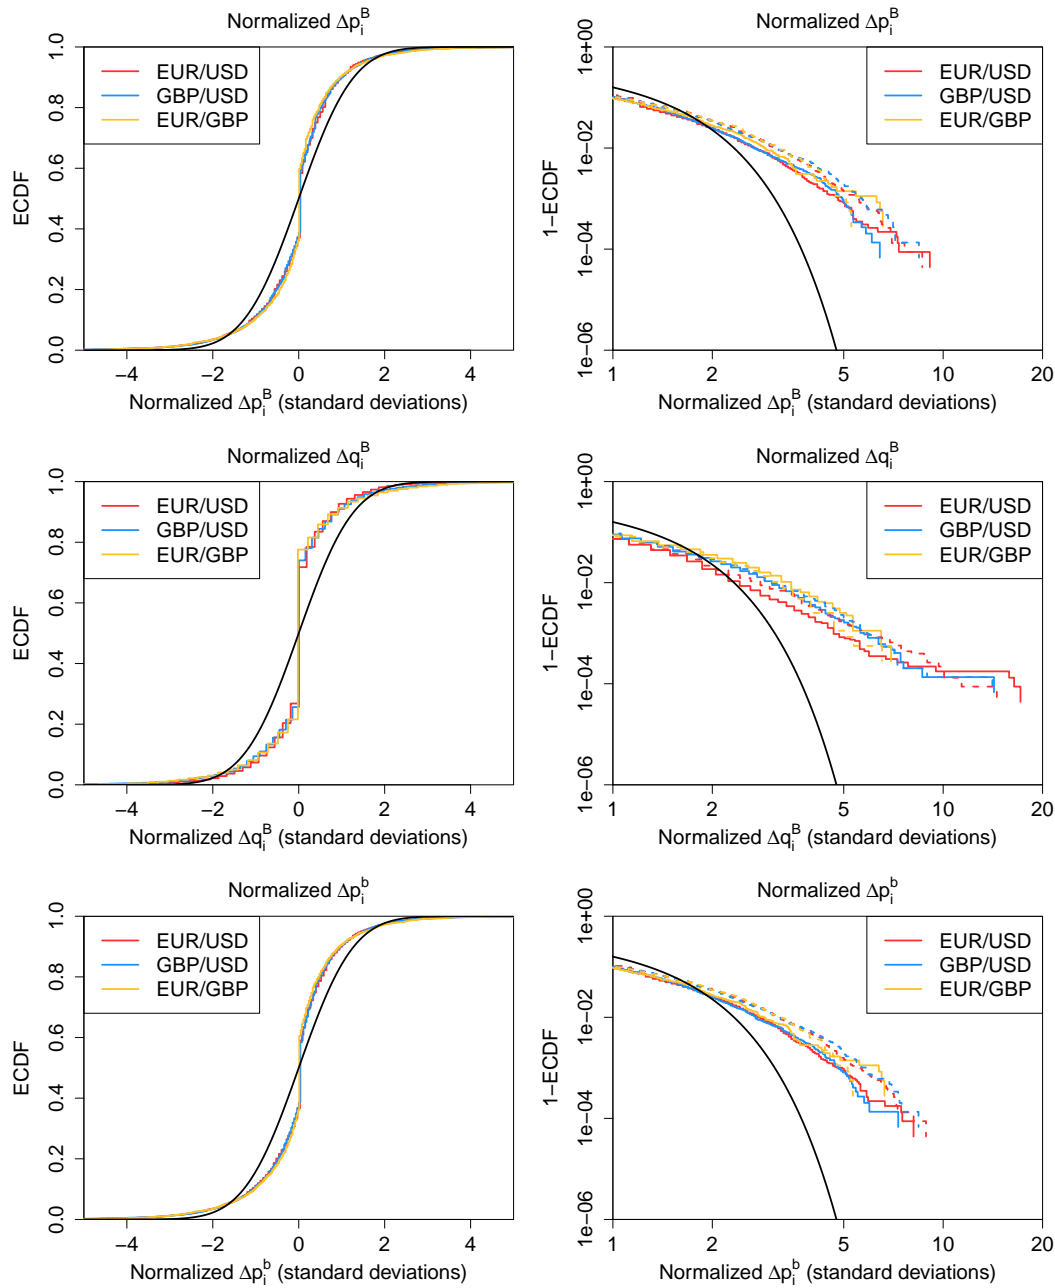 Normalized Δp_i^B
ECDF
0.0 0.2 0.4 0.6 0.8 1.0
EUR/USD
GBP/USD
EUR/GBP
−4 −2 0 2 4
Normalized Δp_i^B (standard deviations)
Normalized Δp_i^B
1−ECDF
1e−06 1e−04 1e−02 1e+00
EUR/USD
GBP/USD
EUR/GBP
1 2 5 10 20
Normalized Δp_i^B (standard deviations)
Normalized Δq_i^B
ECDF
0.0 0.2 0.4 0.6 0.8 1.0
EUR/USD
GBP/USD
EUR/GBP
−4 −2 0 2 4
Normalized Δq_i^B (standard deviations)
Normalized Δq_i^B
1−ECDF
1e−06 1e−04 1e−02 1e+00
EUR/USD
GBP/USD
EUR/GBP
1 2 5 10 20
Normalized Δq_i^B (standard deviations)
Normalized Δp_i^b
ECDF
0.0 0.2 0.4 0.6 0.8 1.0
EUR/USD
GBP/USD
EUR/GBP
−4 −2 0 2 4
Normalized Δp_i^b (standard deviations)
Normalized Δp_i^b
1−ECDF
1e−06 1e−04 1e−02 1e+00
EUR/USD
GBP/USD
EUR/GBP
1 2 5 10 20
Normalized Δp_i^b (standard deviations)